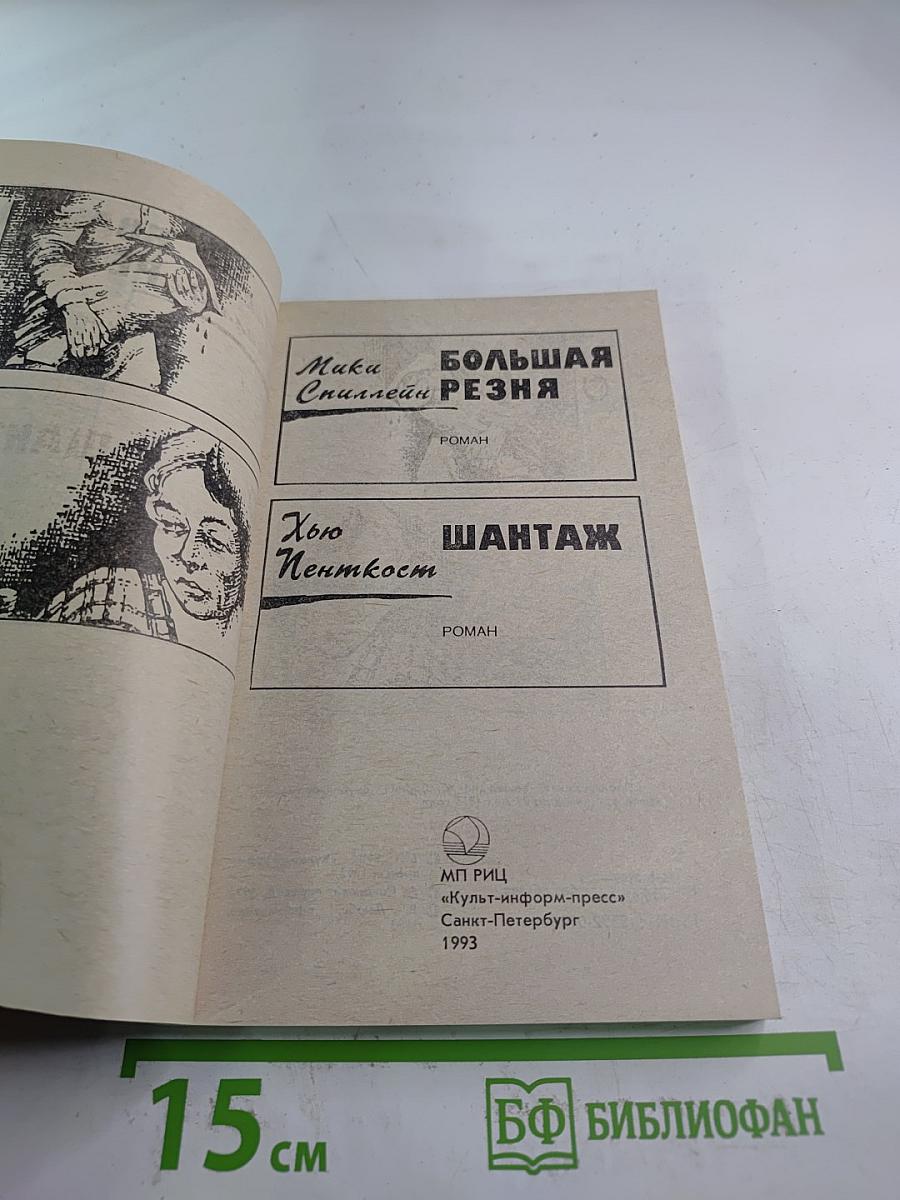 Мики
Спиллейн
БОЛЬШАЯ
РЕЗНЯ
РОМАН
Хью
Пенткост
ШАНТАЖ
РОМАН
МП РИЦ
«Культ-информ-пресс»
Санкт-Петербург
1993
15 см
БФ БИБЛИОФАН